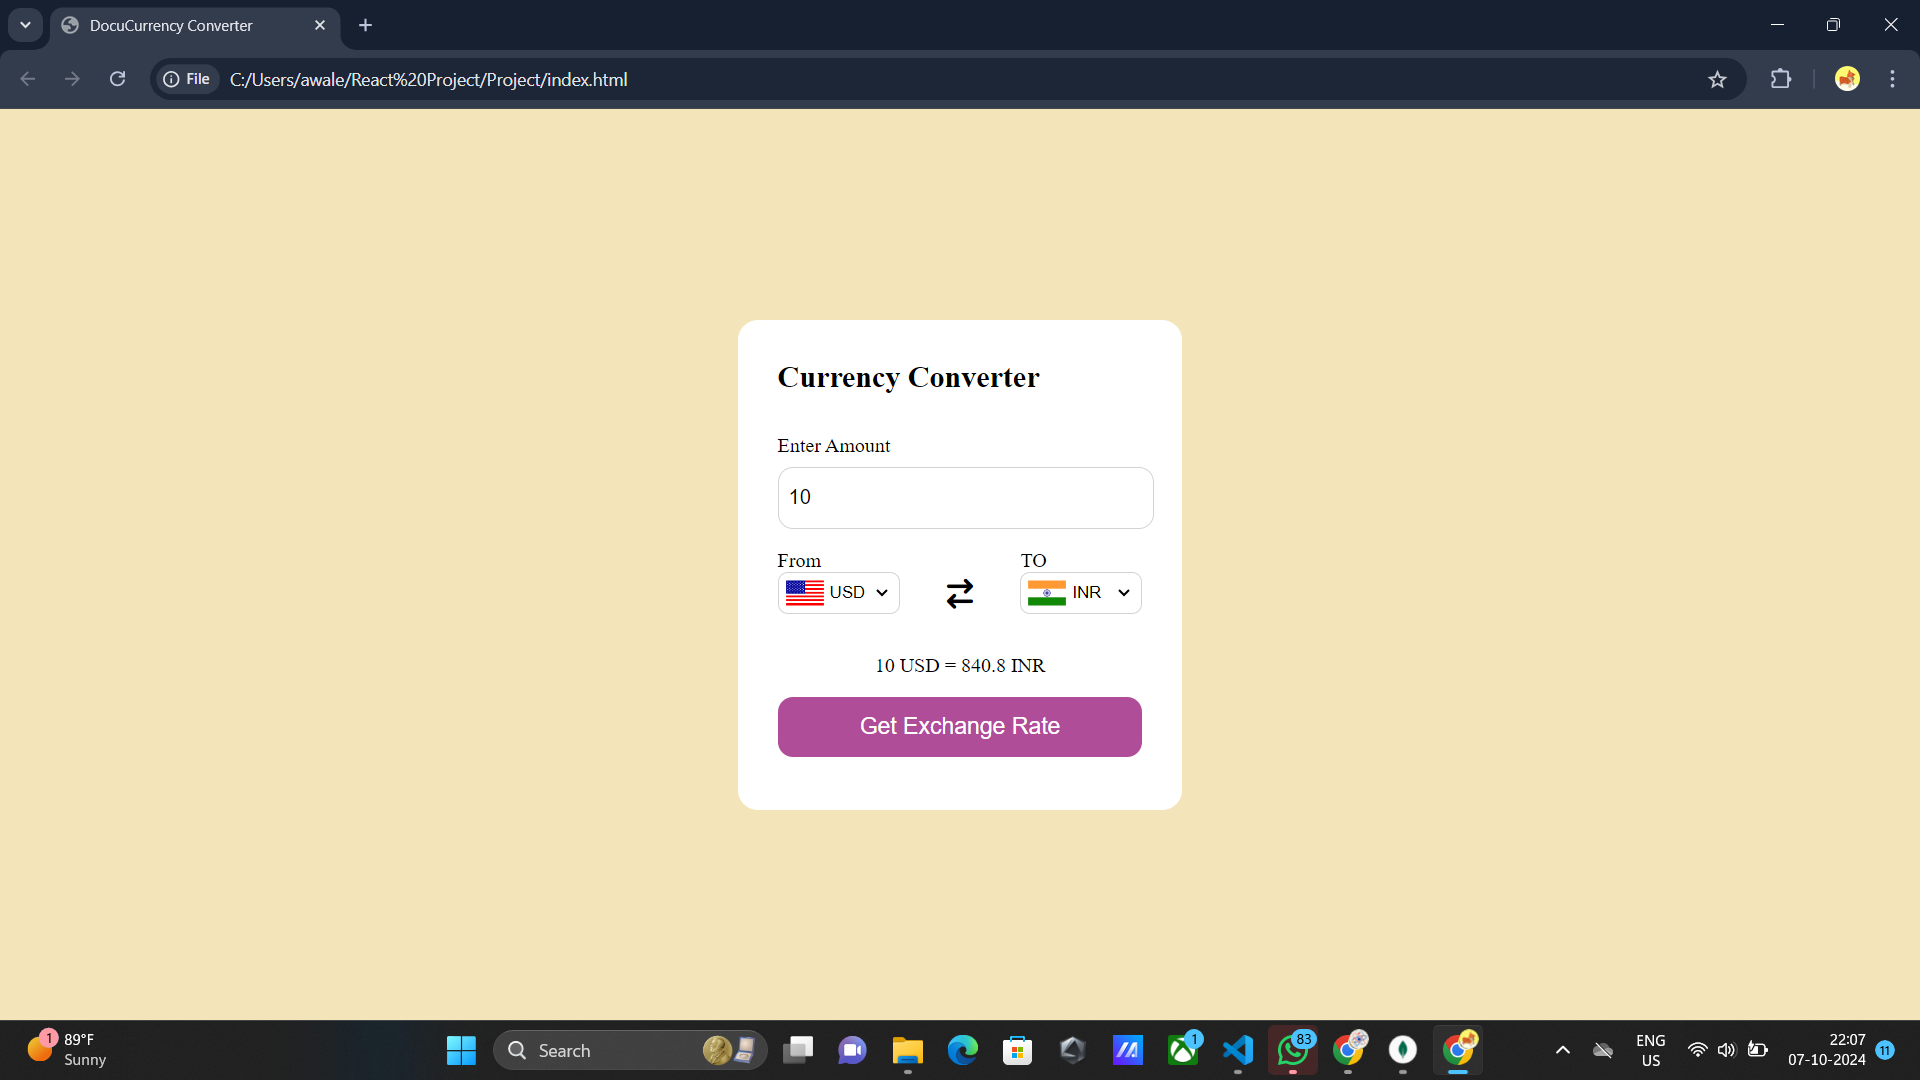 DocuCurrency Converter
File
C:/Users/awale/React%20Project/Project/index.html
Currency Converter
Enter Amount
10
From
TO
USD
INR
10 USD = 840.8 INR
Get Exchange Rate
1
89°F
Sunny
Search
1
83
ENG
US
22:07
07-10-2024
11